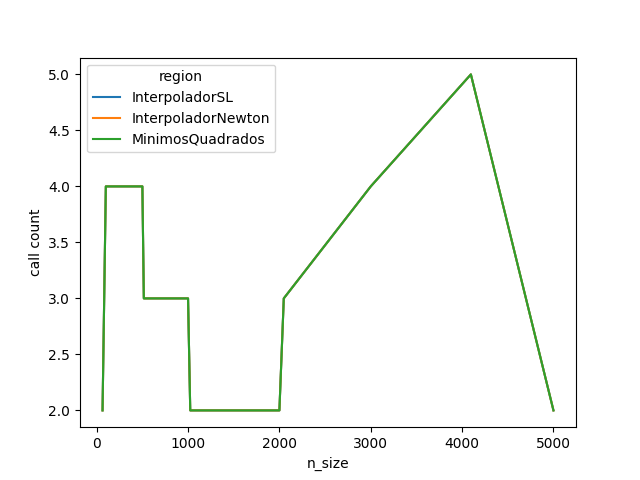 region
InterpoladorSL
InterpoladorNewton
MinimosQuadrados
5.0
4.5
4.0
3.5
3.0
2.5
2.0
call count
0 1000 2000 3000 4000 5000
n_size